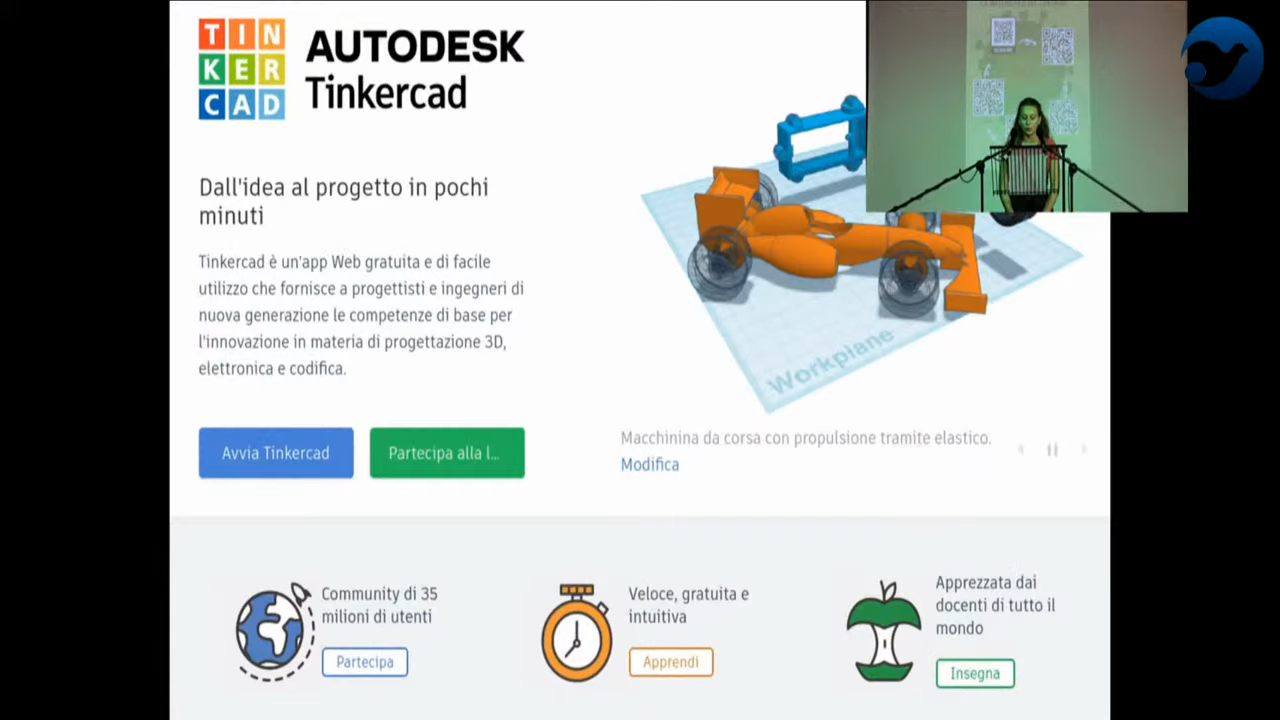 TIN
KER
CAD
AUTODESK
Tinkercad
Dall'idea al progetto in pochi
minuti
Tinkercad è un'app Web gratuita e di facile
utilizzo che fornisce a progettisti e ingegneri di
nuova generazione le competenze di base per
l'innovazione in materia di progettazione 3D,
elettronica e codifica.
Avvia Tinkercad
Partecipa alla l...
Workplane
Macchinina da corsa con propulsione tramite elastico.
Modifica
Community di 35
milioni di utenti
Partecipa
Veloce, gratuita e
intuitiva
Apprendi
Apprezzata dai
docenti di tutto il
mondo
Insegna